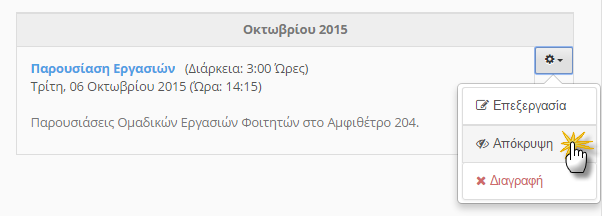 Οκτωβρίου 2015
Παρουσίαση Εργασιών (Διάρκεια: 3:00 Ώρες)
Τρίτη, 06 Οκτωβρίου 2015 (Ώρα: 14:15)
Παρουσιάσεις Ομαδικών Εργασιών Φοιτητών στο Αμφιθέτρο 204.
Επεξεργασία
Απόκρυψη
Διαγραφή